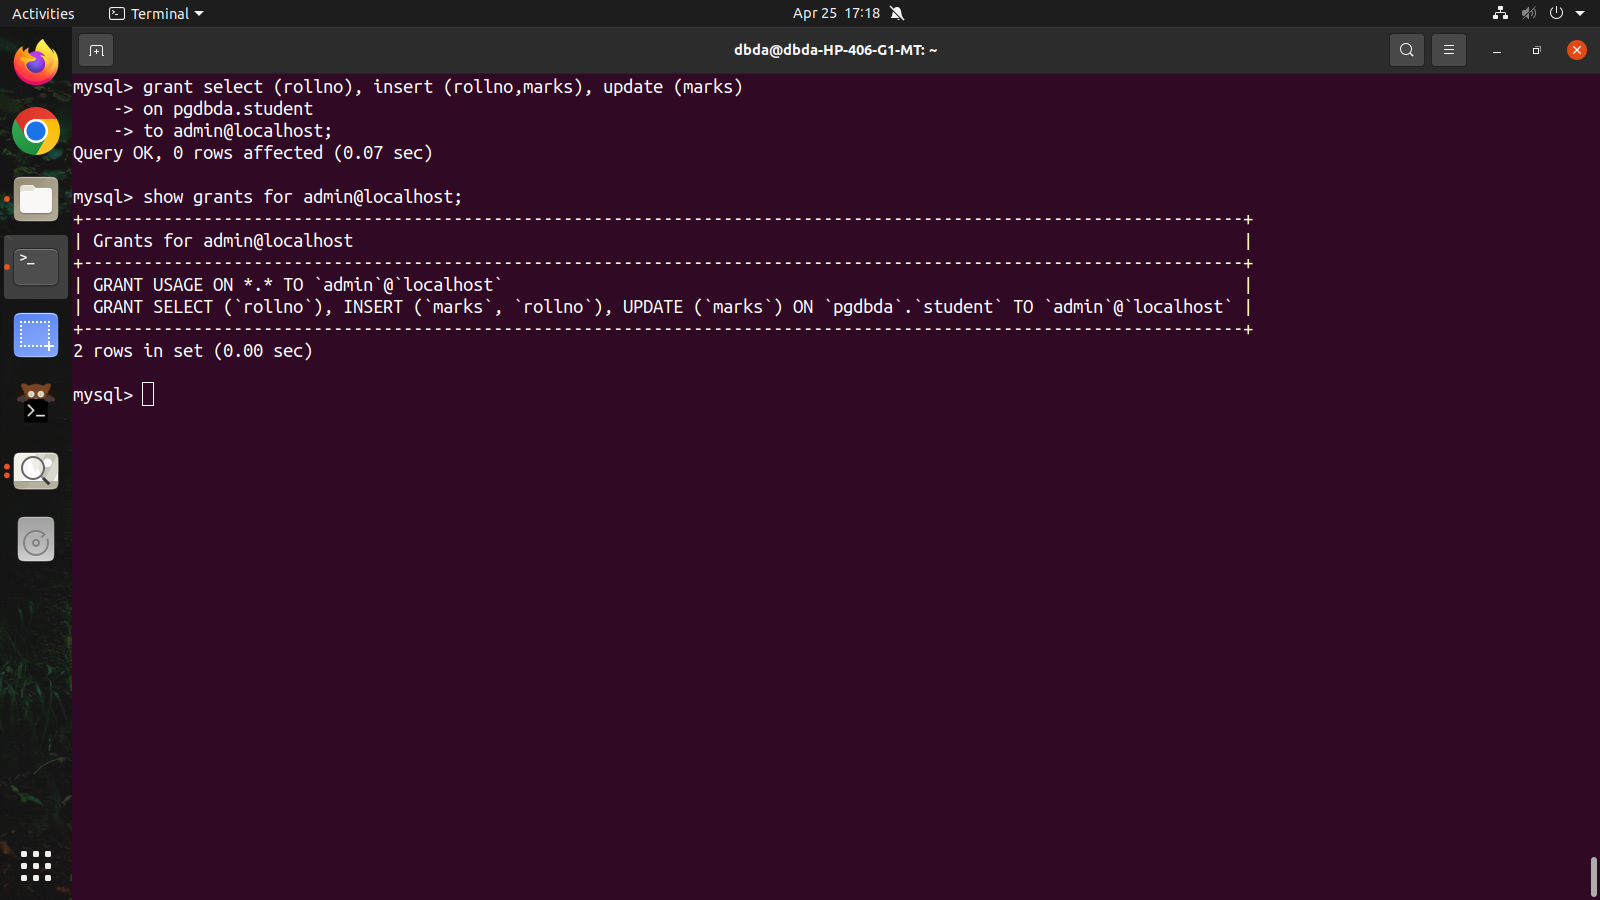 Activities Terminal Apr 25 17:18
dbda@dbda-HP-406-G1-MT: ~
mysql> grant select (rollno), insert (rollno,marks), update (marks)
    -> on pgdbda.student
    -> to admin@localhost;
Query OK, 0 rows affected (0.07 sec)

mysql> show grants for admin@localhost;
+--------------------------------------------------------------------------------------------------------------------+
| Grants for admin@localhost                                                                                         |
+--------------------------------------------------------------------------------------------------------------------+
| GRANT USAGE ON *.* TO `admin`@`localhost`                                                                          |
| GRANT SELECT (`rollno`), INSERT (`marks`, `rollno`), UPDATE (`marks`) ON `pgdbda`.`student` TO `admin`@`localhost` |
+--------------------------------------------------------------------------------------------------------------------+
2 rows in set (0.00 sec)

mysql>